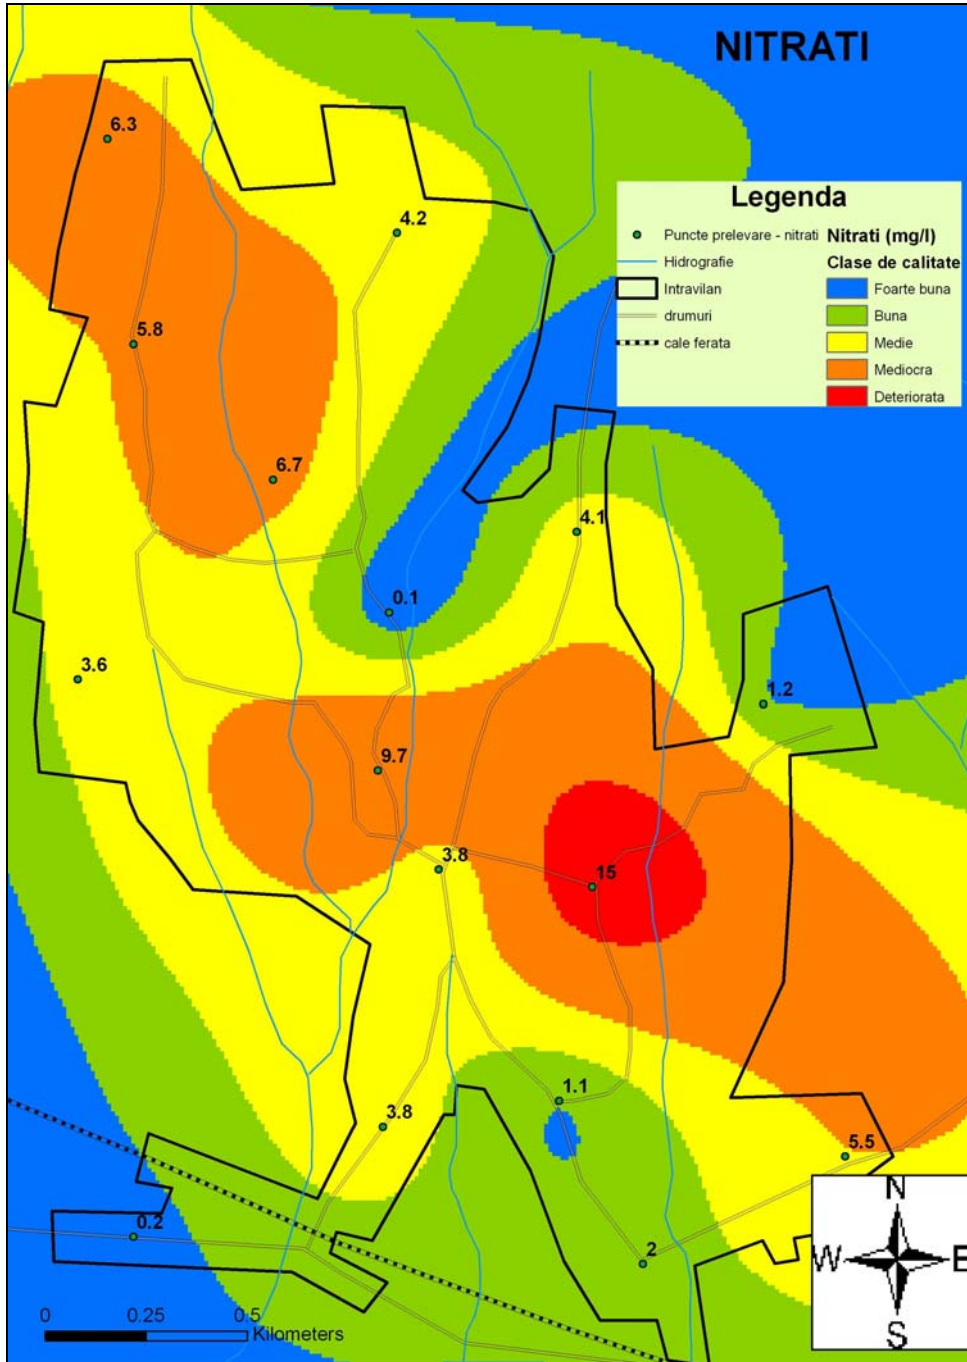 NITRATI
6.3
4.2
Legenda
Puncte prelevare - nitrati
Nitrati (mg/l)
Hidrografie
Clase de calitate
Intravilan
Foarte buna
drumuri
Buna
cale ferata
Medie
Mediocra
Deteriorata
5.8
6.7
4.1
0.1
3.6
1.2
9.7
3.8
15
1.1
3.8
5.5
0.2
2
N
W
E
S
0 0.25 0.5
Kilometers